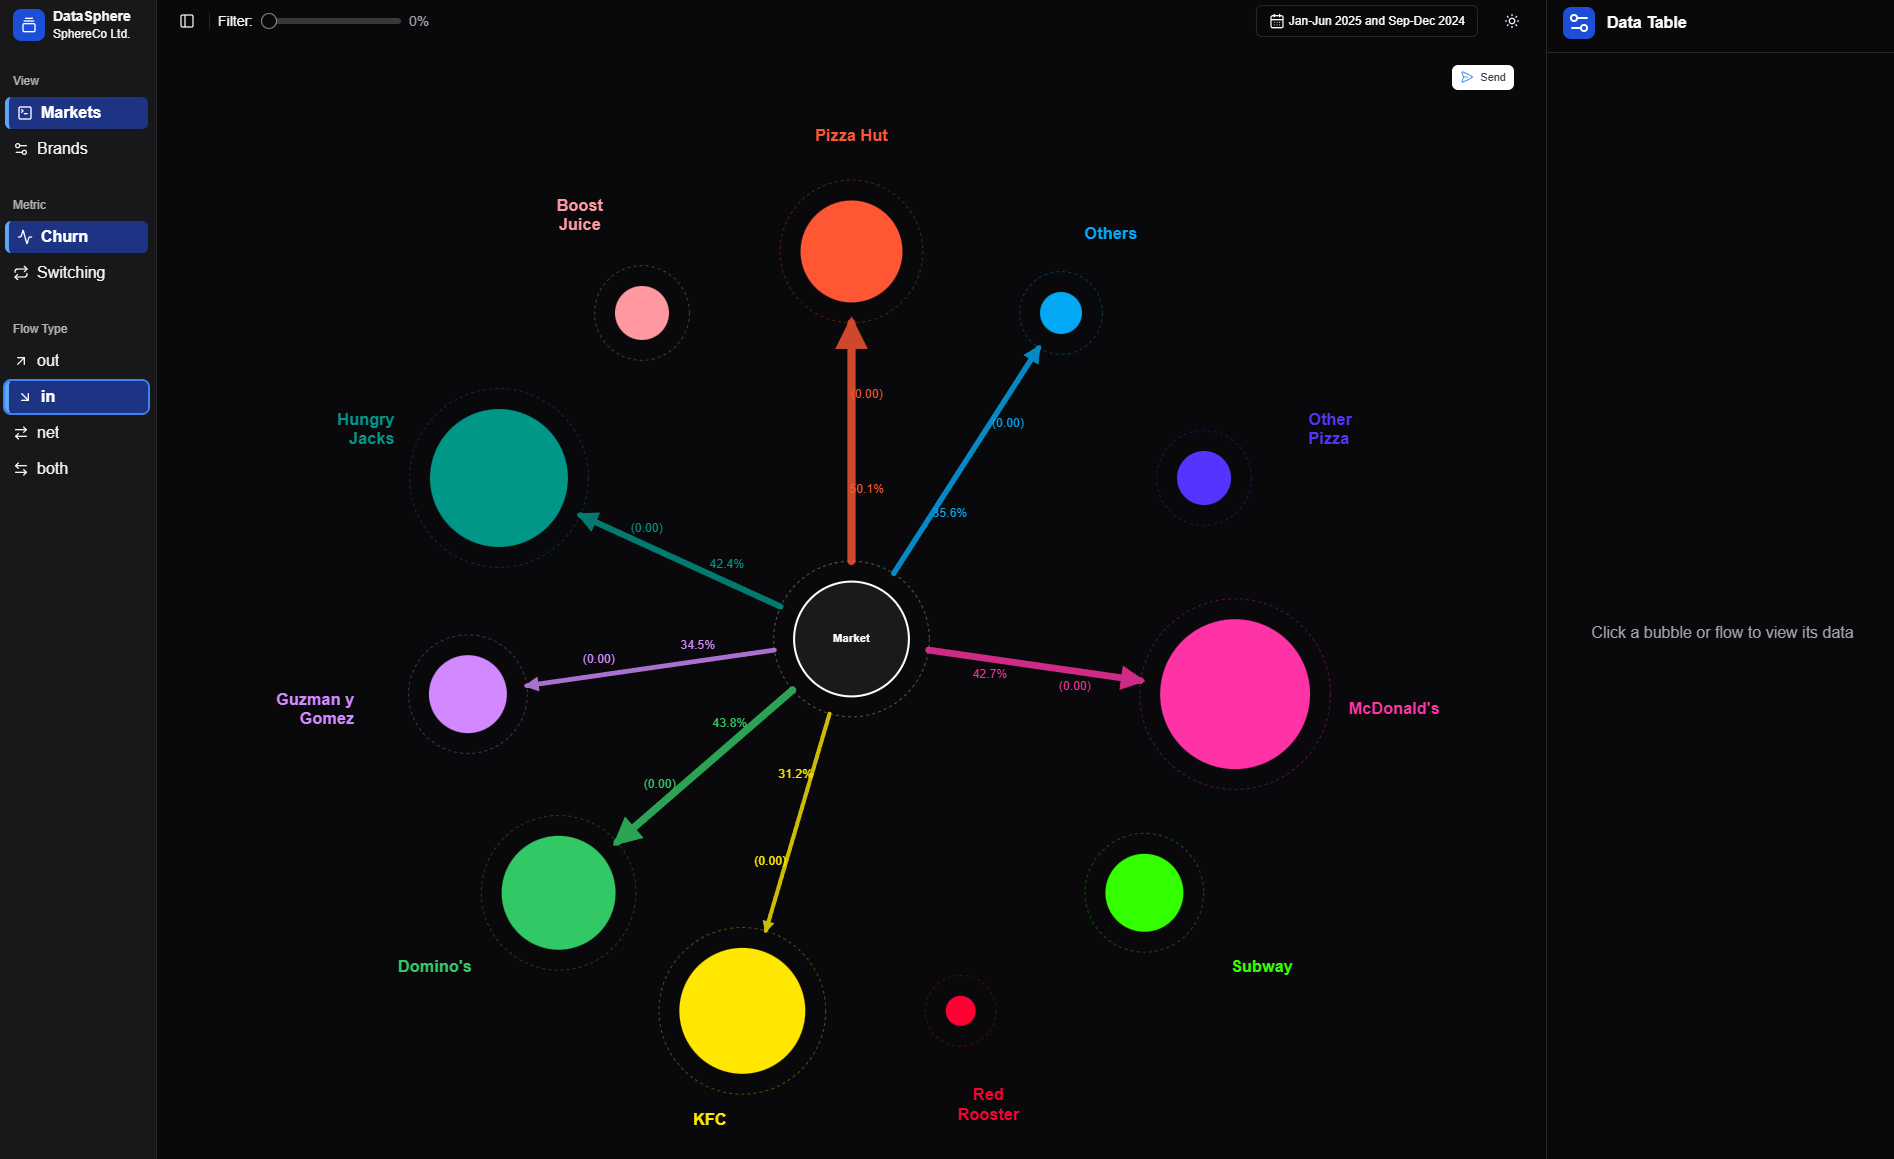 DataSphere
SphereCo Ltd.
View
Markets
Brands
Metric
Churn
Switching
Flow Type
out
in
net
both
Filter:
0%
Jan-Jun 2025 and Sep-Dec 2024
Send
Pizza Hut
Boost
Juice
Others
Hungry
Jacks
Other
Pizza
(0.00)
(0.00)
50.1%
35.6%
(0.00)
42.4%
Market
34.5%
(0.00)
42.7%
(0.00)
Guzman y
Gomez
McDonald's
43.8%
(0.00)
31.2%
(0.00)
Domino's
Subway
KFC
Red
Rooster
Data Table
Click a bubble or flow to view its data